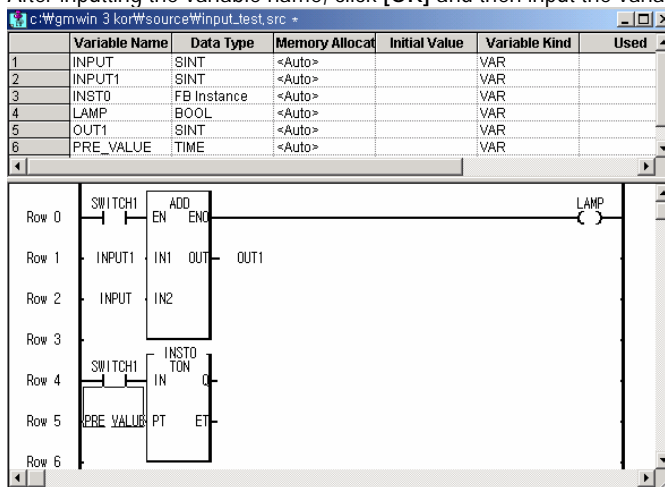 After inputting the variable name, click [OK] and then input the varia
c:₩gmwin 3 kor₩source₩input_test.src *
Variable Name Data Type Memory Allocat Initial Value Variable Kind Used
1 INPUT SINT <Auto> VAR
2 INPUT1 SINT <Auto> VAR
3 INST0 FB Instance <Auto> VAR
4 LAMP BOOL <Auto> VAR
5 OUT1 SINT <Auto> VAR
6 PRE_VALUE TIME <Auto> VAR
SWITCH1 ADD LAMP
Row 0 EN ENO
Row 1 INPUT1 IN1 OUT OUT1
Row 2 INPUT IN2
Row 3
INST0
SWITCH1 TON
Row 4 IN Q
Row 5 PRE_VALUE PT ET
Row 6